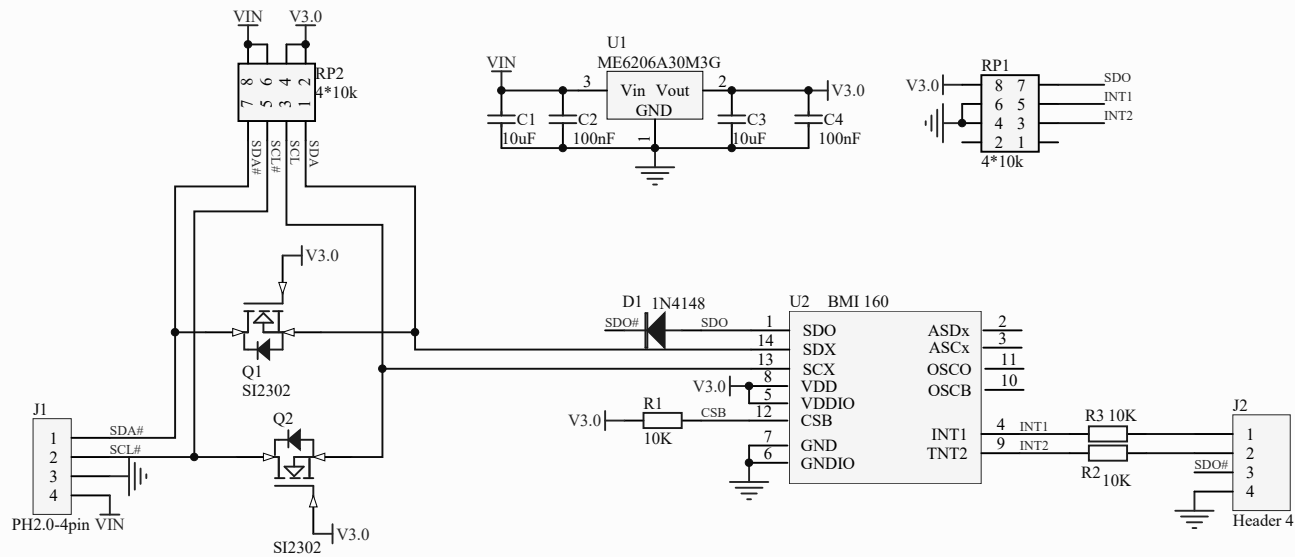 VIN V3.0
8 6 4 2
7 5 3 1
RP2
4*10k
SDA#
SCL#
SCL
SDA
U1
ME6206A30M3G
VIN
3
Vin Vout
GND
2
1
V3.0
C1
10uF
C2
100nF
C3
10uF
C4
100nF
RP1
V3.0
8 7
6 5
4 3
2 1
4*10k
SDO
INT1
INT2
V3.0
Q1
SI2302
Q2
SI2302
V3.0
J1
1
2
3
4
SDA#
SCL#
PH2.0-4pin VIN
D1 1N4148
SDO# SDO
V3.0
V3.0
R1
10K
CSB
U2 BMI 160
1 SDO
14 SDX
13 SCX
8 VDD
5 VDDIO
12 CSB
7 GND
6 GNDIO
ASDx 2
ASCx 3
OSCO 11
OSCB 10
INT1 4 INT1
TNT2 9 INT2
R3 10K
R2 10K
J2
1
2
SDO# 3
4
Header 4